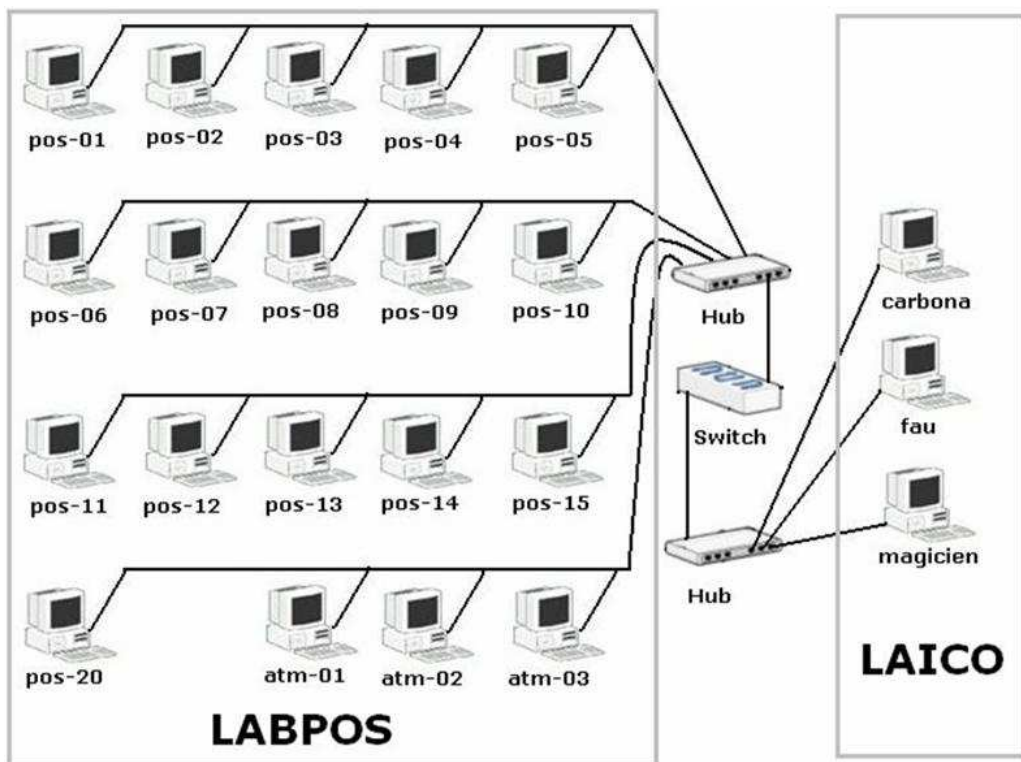 pos-01
pos-02
pos-03
pos-04
pos-05
pos-06
pos-07
pos-08
pos-09
pos-10
Hub
carbona
Switch
fau
pos-11
pos-12
pos-13
pos-14
pos-15
magicien
Hub
pos-20
atm-01
atm-02
atm-03
LABPOS
LAICO